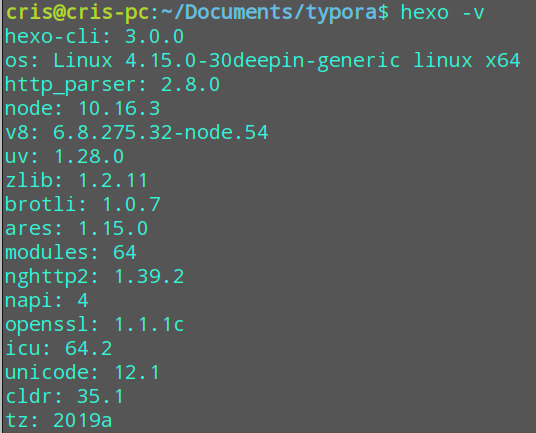 cris@cris-pc:~/Documents/typora$ hexo -v
hexo-cli: 3.0.0
os: Linux 4.15.0-30deepin-generic linux x64
http_parser: 2.8.0
node: 10.16.3
v8: 6.8.275.32-node.54
uv: 1.28.0
zlib: 1.2.11
brotli: 1.0.7
ares: 1.15.0
modules: 64
nghttp2: 1.39.2
napi: 4
openssl: 1.1.1c
icu: 64.2
unicode: 12.1
cldr: 35.1
tz: 2019a